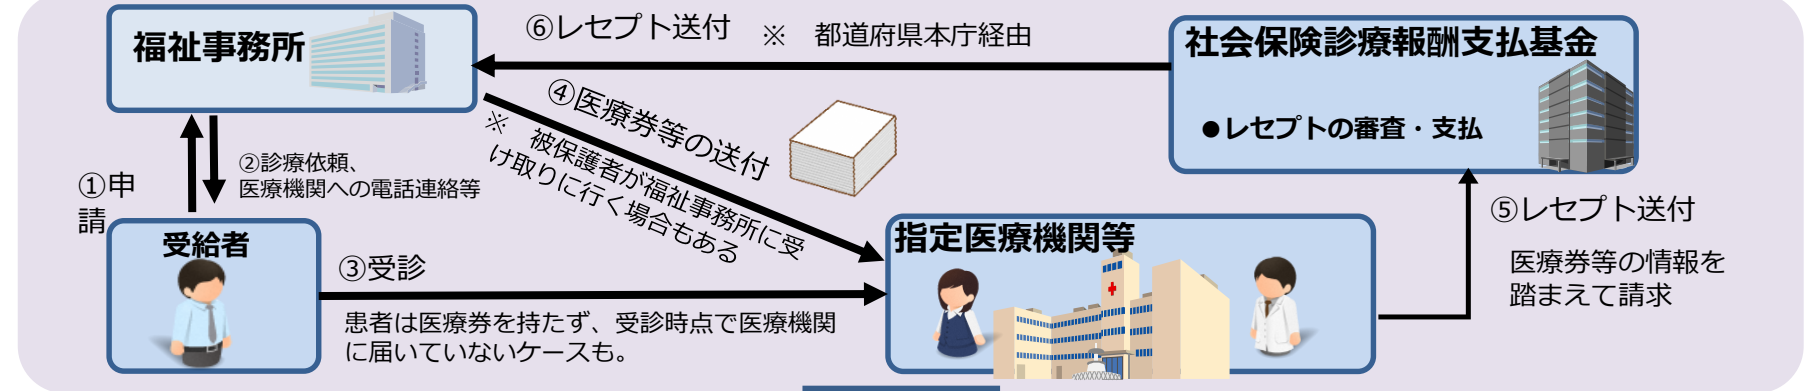 福祉事務所
⑥レセプト送付　※　都道府県本庁経由
社会保険診療報酬支払基金
●レセプトの審査・支払
④医療券等の送付
※　被保護者が福祉事務所に受
け取りに行く場合もある
①申
請
②診療依頼、
医療機関への電話連絡等
受給者
③受診
患者は医療券を持たず、受診時点で医療機関
に届いていないケースも。
指定医療機関等
⑤レセプト送付
医療券等の情報を
踏まえて請求